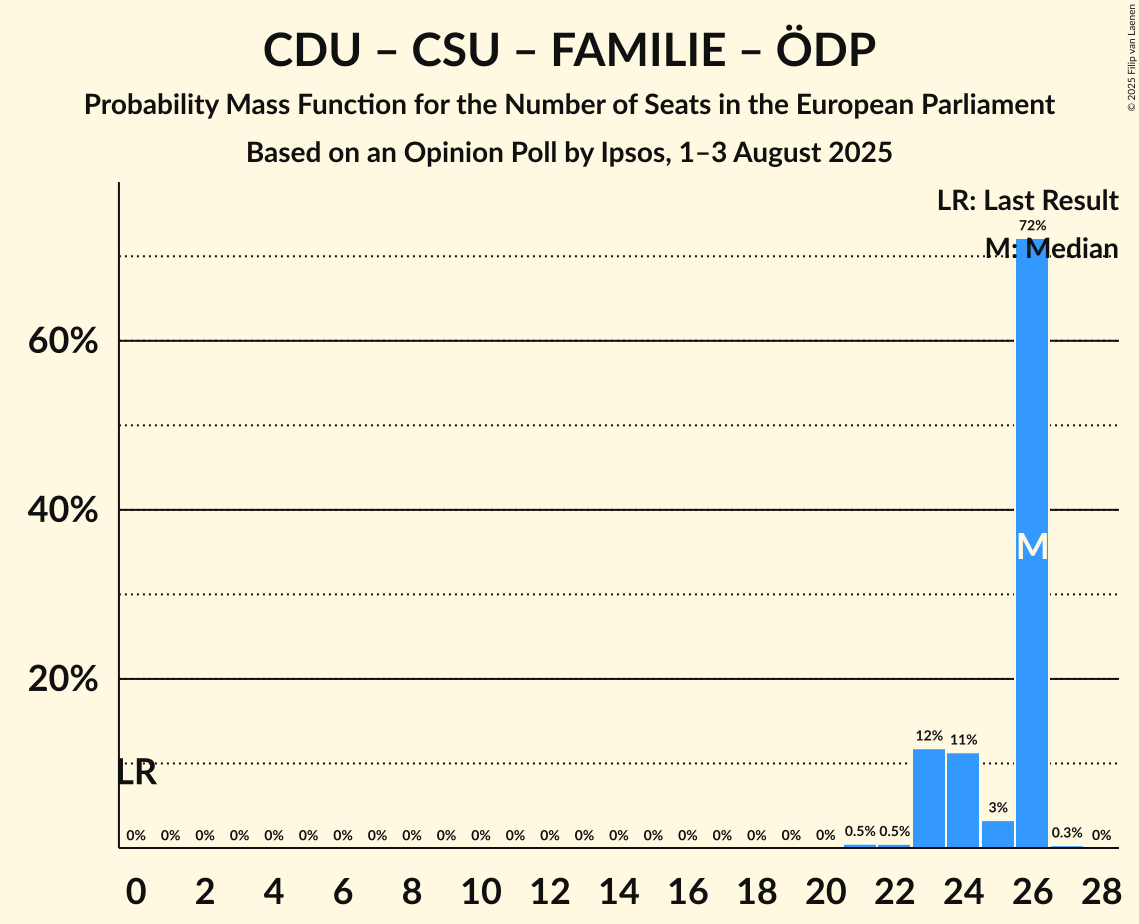 CDU – CSU – FAMILIE – ÖDP
Probability Mass Function for the Number of Seats in the European Parliament
Based on an Opinion Poll by Ipsos, 1–3 August 2025
© 2025 Filip van Laenen
LR: Last Result
72%
M: Median
60%
40%
M
20%
12% 11%
LR
3%
0% 0% 0% 0% 0% 0% 0% 0% 0% 0% 0% 0% 0% 0% 0% 0% 0% 0% 0% 0% 0% 0.5% 0.5% 0.3% 0%
0 2 4 6 8 10 12 14 16 18 20 22 24 26 28